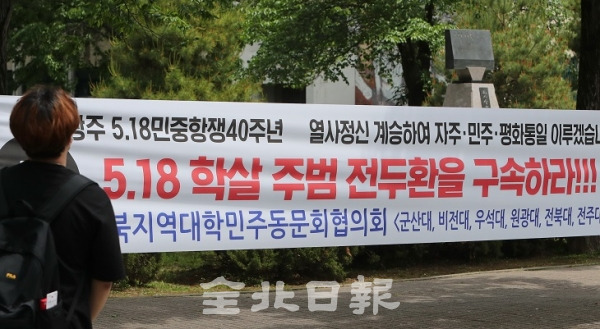 광주 5.18민중항쟁40주년 열사정신 계승하여 자주·민주·평화통일 이루겠습니
5.18 학살 주범 전두환을 구속하라!!!
북지역대학민주동문회협의회 <군산대, 비전대, 우석대, 원광대, 전북대, 전주대
全北日報